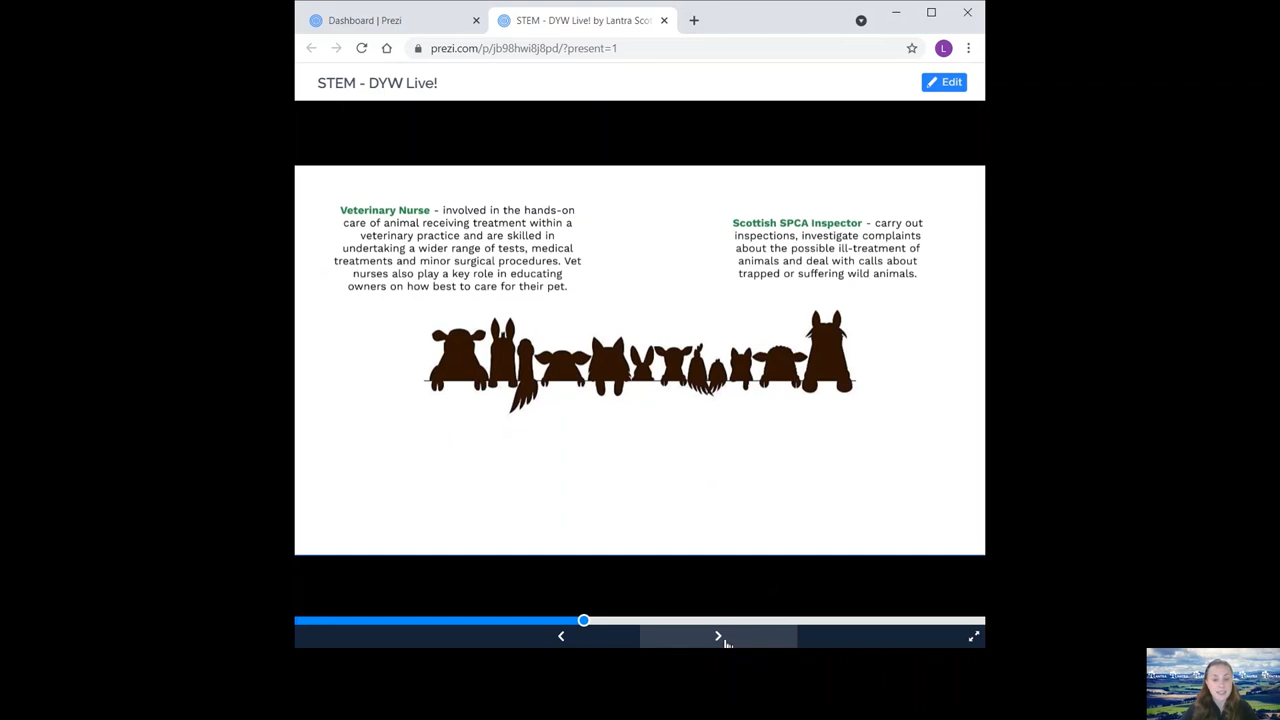 Dashboard | Prezi
STEM - DYW Live! by Lantra Scot
prezi.com/p/jb98hwi8j8pd/?present=1
L
STEM - DYW Live!
Edit
Veterinary Nurse - involved in the hands-on
care of animal receiving treatment within a
veterinary practice and are skilled in
undertaking a wider range of tests, medical
treatments and minor surgical procedures. Vet
nurses also play a key role in educating
owners on how best to care for their pet.
Scottish SPCA Inspector - carry out
inspections, investigate complaints
about the possible ill-treatment of
animals and deal with calls about
trapped or suffering wild animals.